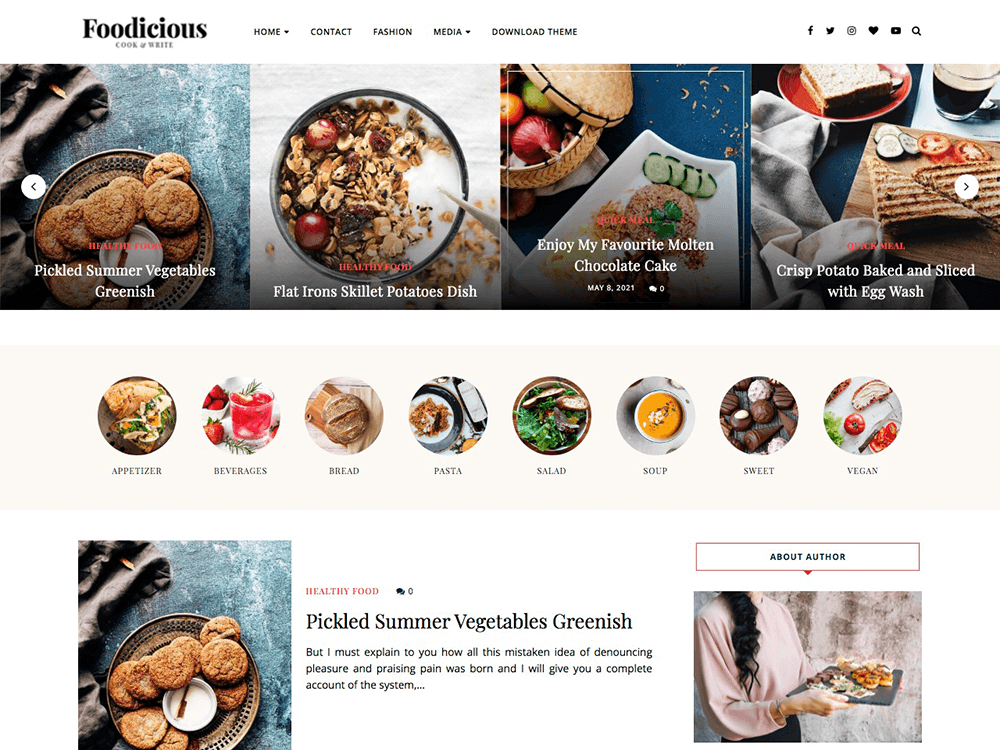 Foodicious
COOK & WRITE
HOME
CONTACT
FASHION
MEDIA
DOWNLOAD THEME
HEALTHY FOOD
Pickled Summer Vegetables
Greenish
HEALTHY FOOD
Flat Irons Skillet Potatoes Dish
QUICK MEAL
Enjoy My Favourite Molten
Chocolate Cake
MAY 8, 2021 0
QUICK MEAL
Crisp Potato Baked and Sliced
with Egg Wash
APPETIZER
BEVERAGES
BREAD
PASTA
SALAD
SOUP
SWEET
VEGAN
HEALTHY FOOD 0
Pickled Summer Vegetables Greenish
But I must explain to you how all this mistaken idea of denouncing
pleasure and praising pain was born and I will give you a complete
account of the system,...
ABOUT AUTHOR